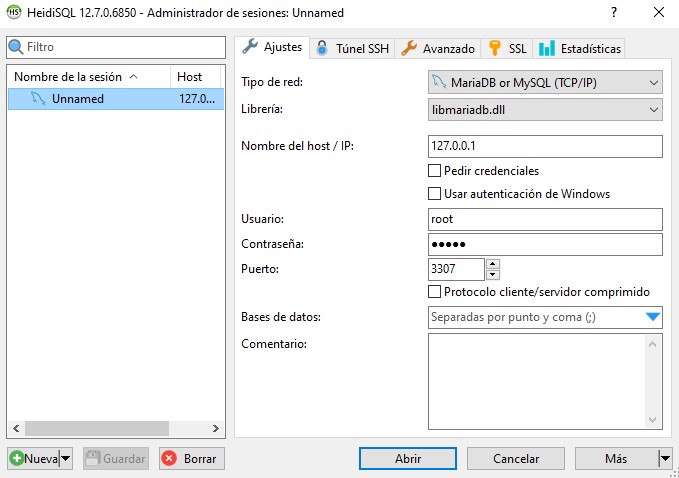 HeidiSQL 12.7.0.6850 - Administrador de sesiones: Unnamed
Filtro
Nombre de la sesión Host
Unnamed 127.0...
Ajustes Túnel SSH Avanzado SSL Estadísticas
Tipo de red: MariaDB or MySQL (TCP/IP)
Librería: libmariadb.dll
Nombre del host / IP: 127.0.0.1
Pedir credenciales
Usar autenticación de Windows
Usuario: root
Contraseña: ●●●●●
Puerto: 3307
Protocolo cliente/servidor comprimido
Bases de datos: Separadas por punto y coma (;)
Comentario:
Nueva Guardar Borrar Abrir Cancelar Más